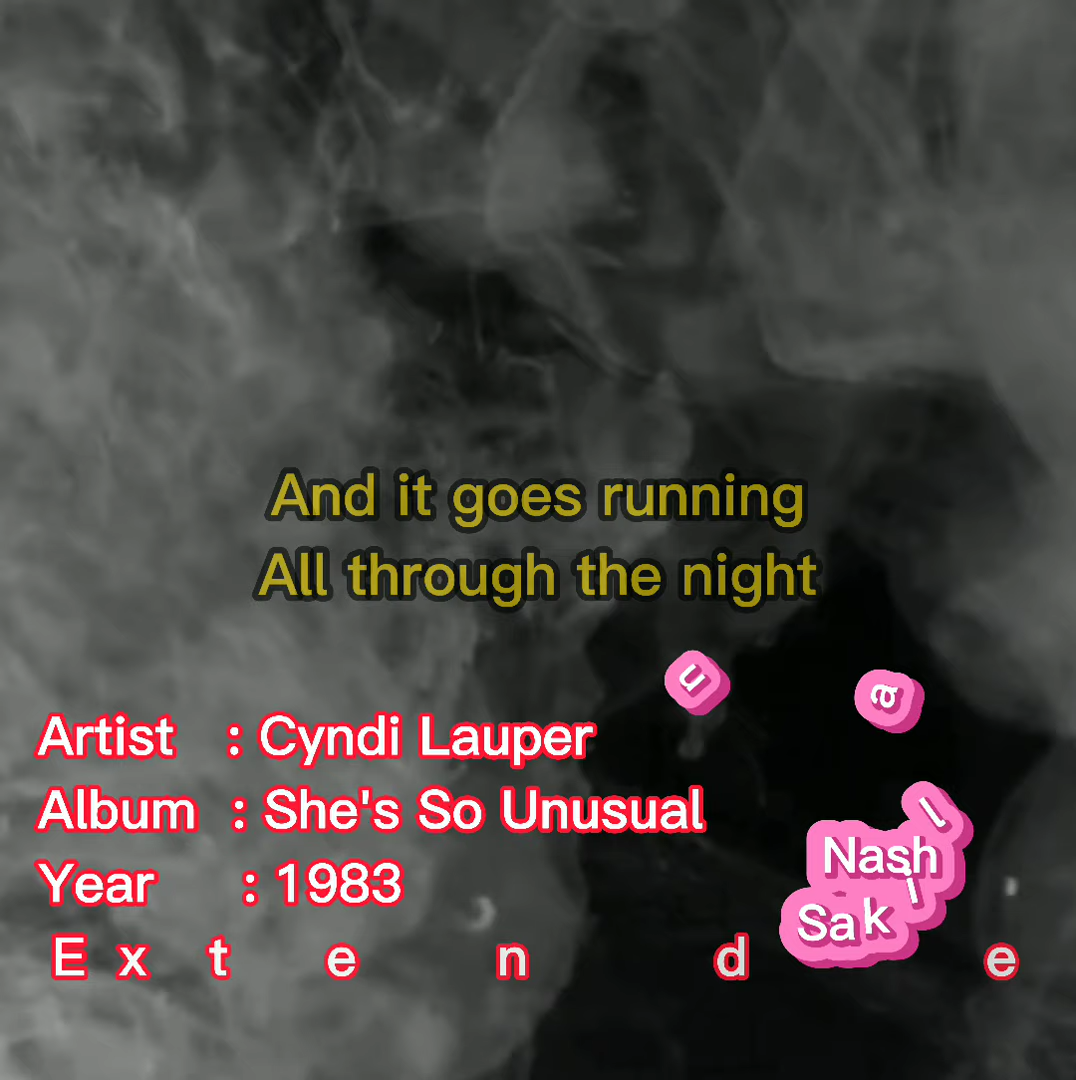 And it goes running
All through the night
u
a
Artist : Cyndi Lauper
Album : She's So Unusual
Year : 1983
l
Nash
i
Sak
E x t e n d e